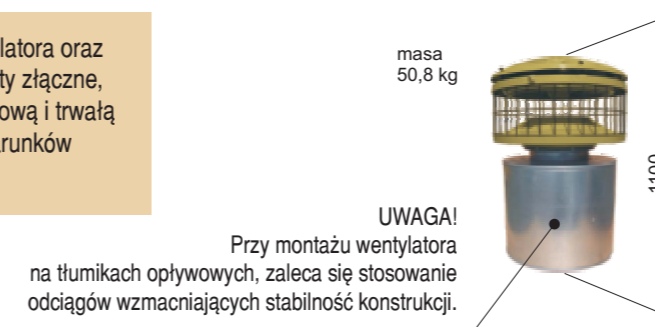 latora oraz
ty złączne,
ową i trwałą
runków
masa
50,8 kg
UWAGA!
Przy montażu wentylatora
na tłumikach opływowych, zaleca się stosowanie
odciągów wzmacniających stabilność konstrukcji.